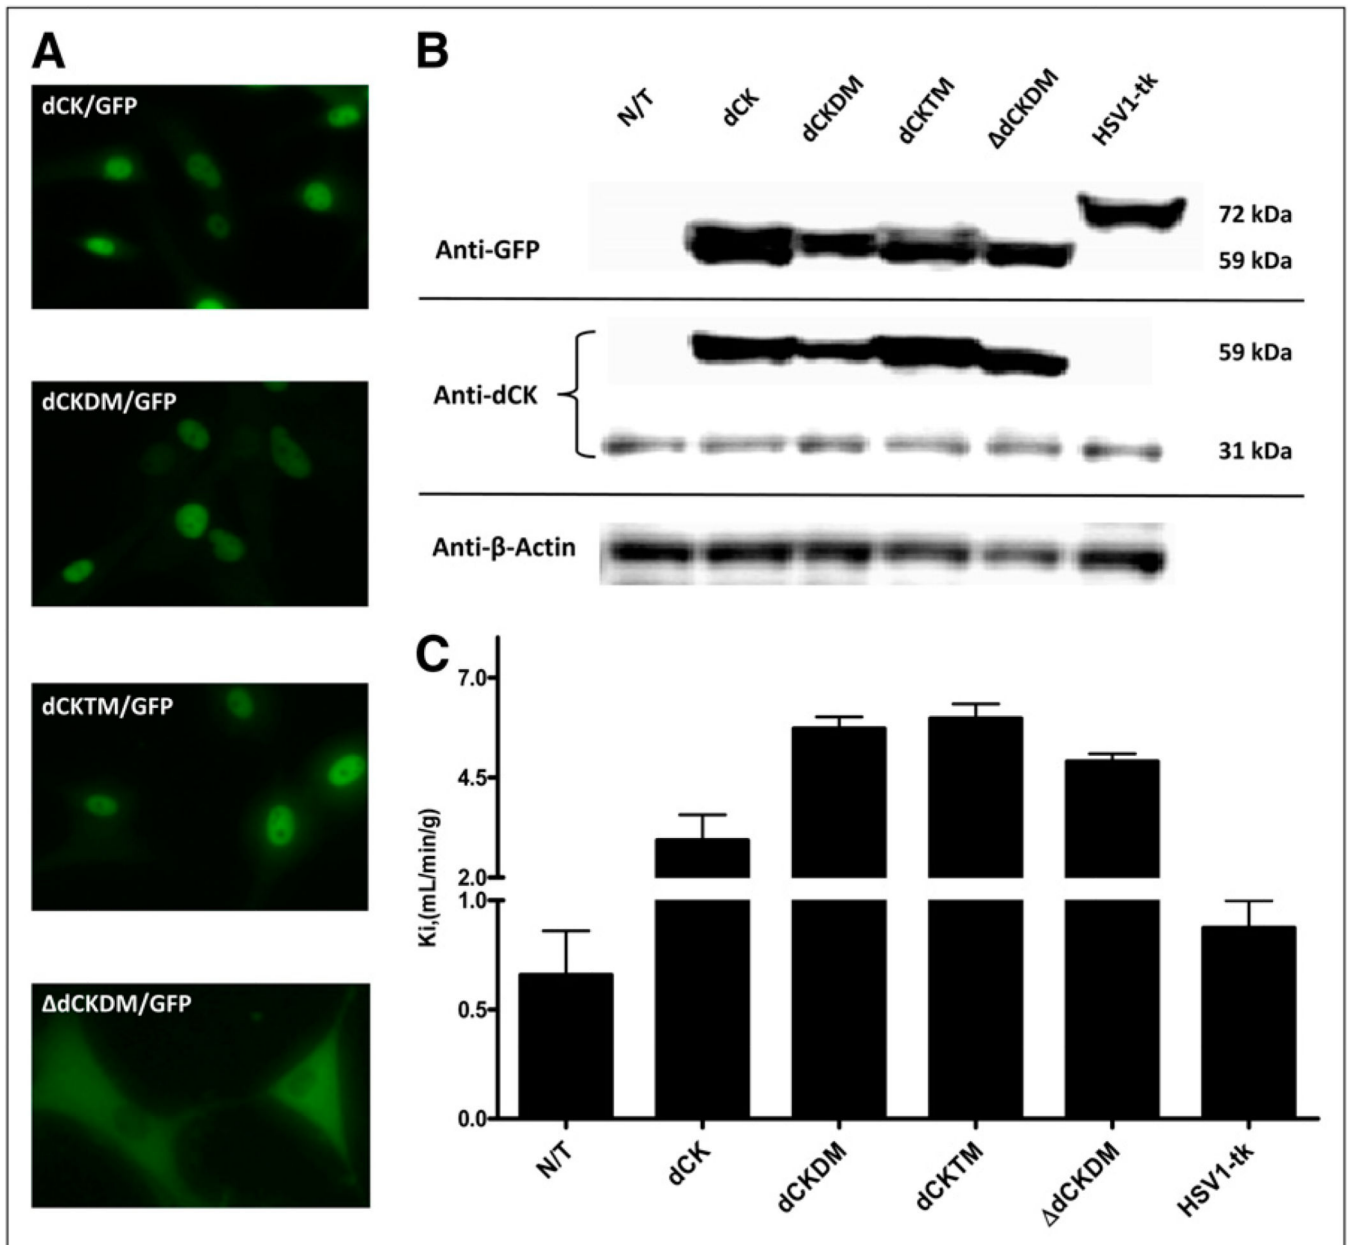 A
dCK/GFP
dCKDM/GFP
dCKTM/GFP
ΔdCKDM/GFP
B
N/T dCK dCKDM dCKTM ΔdCKDM HSV1-tk
72 kDa
Anti-GFP 59 kDa
59 kDa
Anti-dCK
31 kDa
Anti-β-Actin
C
7.0
4.5
2.0
1.0
0.5
0.0
Ki,(mL/min/g)
N/T dCK dCKDM dCKTM ΔdCKDM HSV1-tk